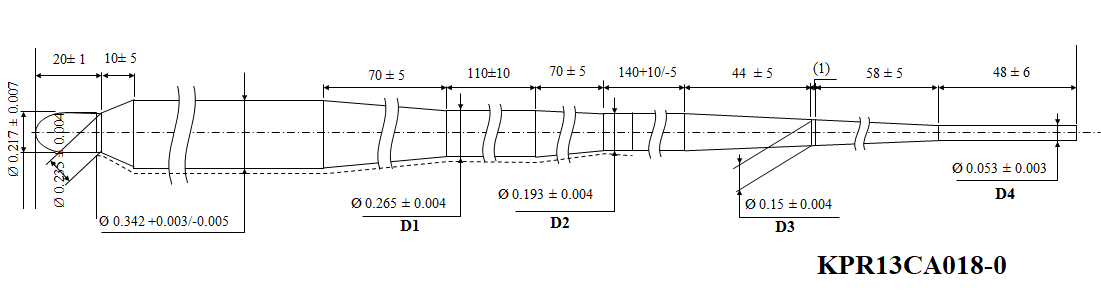 20± 1
10± 5
70 ± 5
110±10
70 ± 5
140+10/-5
44 ± 5
(1)
58 ± 5
48 ± 6
Ø 0.217 ± 0.007
Ø 0.235 ± 0.004
Ø 0.342 +0.003/-0.005
Ø 0.265 ± 0.004
D1
Ø 0.193 ± 0.004
D2
Ø 0.15 ± 0.004
D3
Ø 0.053 ± 0.003
D4
KPR13CA018-0